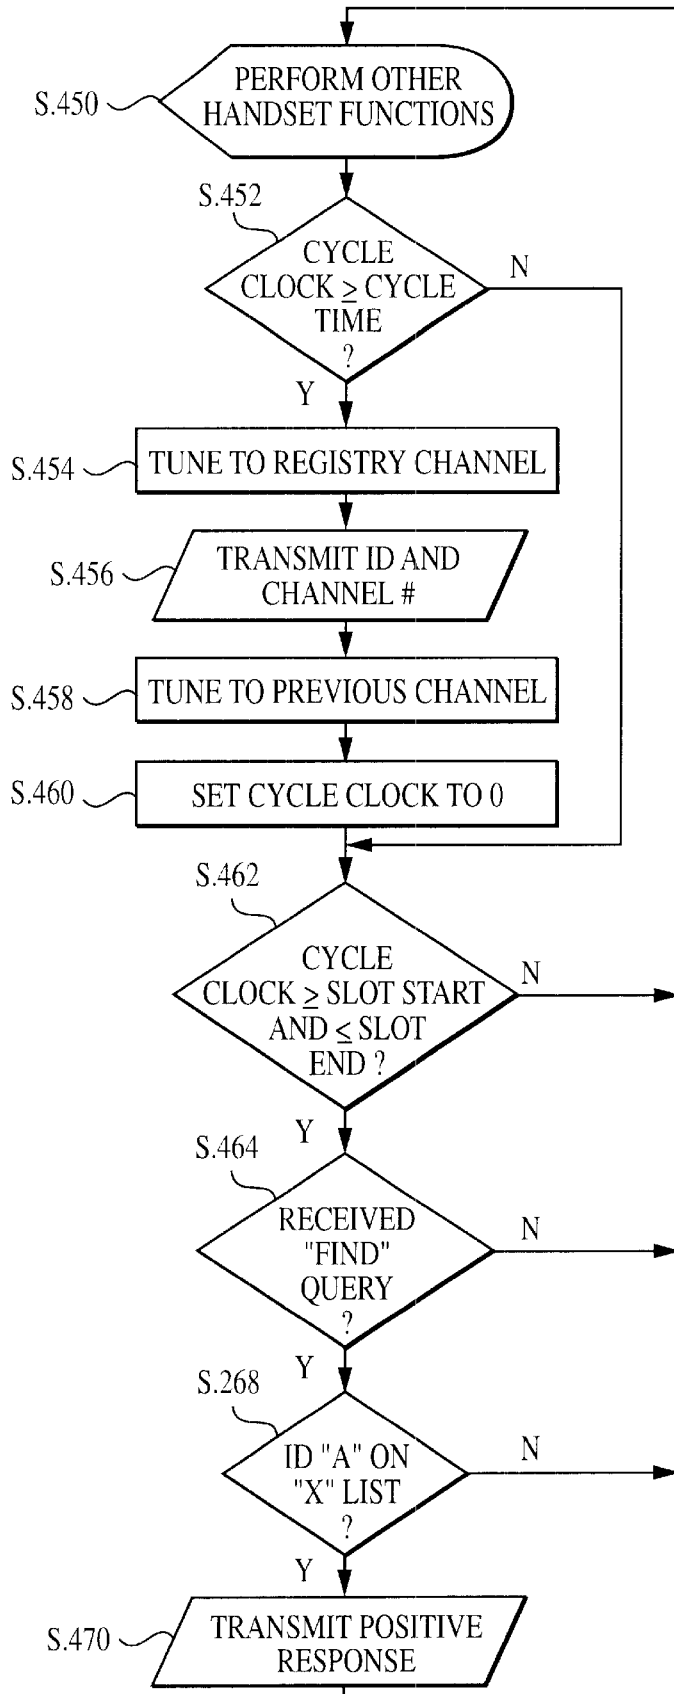 PERFORM OTHER
HANDSET FUNCTIONS
S.450
S.452
CYCLE
CLOCK ≥ CYCLE
TIME
?
N
Y
S.454
TUNE TO REGISTRY CHANNEL
S.456
TRANSMIT ID AND
CHANNEL #
S.458
TUNE TO PREVIOUS CHANNEL
S.460
SET CYCLE CLOCK TO 0
S.462
CYCLE
CLOCK ≥ SLOT START
AND ≤ SLOT
END ?
N
Y
S.464
RECEIVED
"FIND"
QUERY
?
N
Y
S.268
ID "A" ON
"X" LIST
?
N
Y
S.470
TRANSMIT POSITIVE
RESPONSE